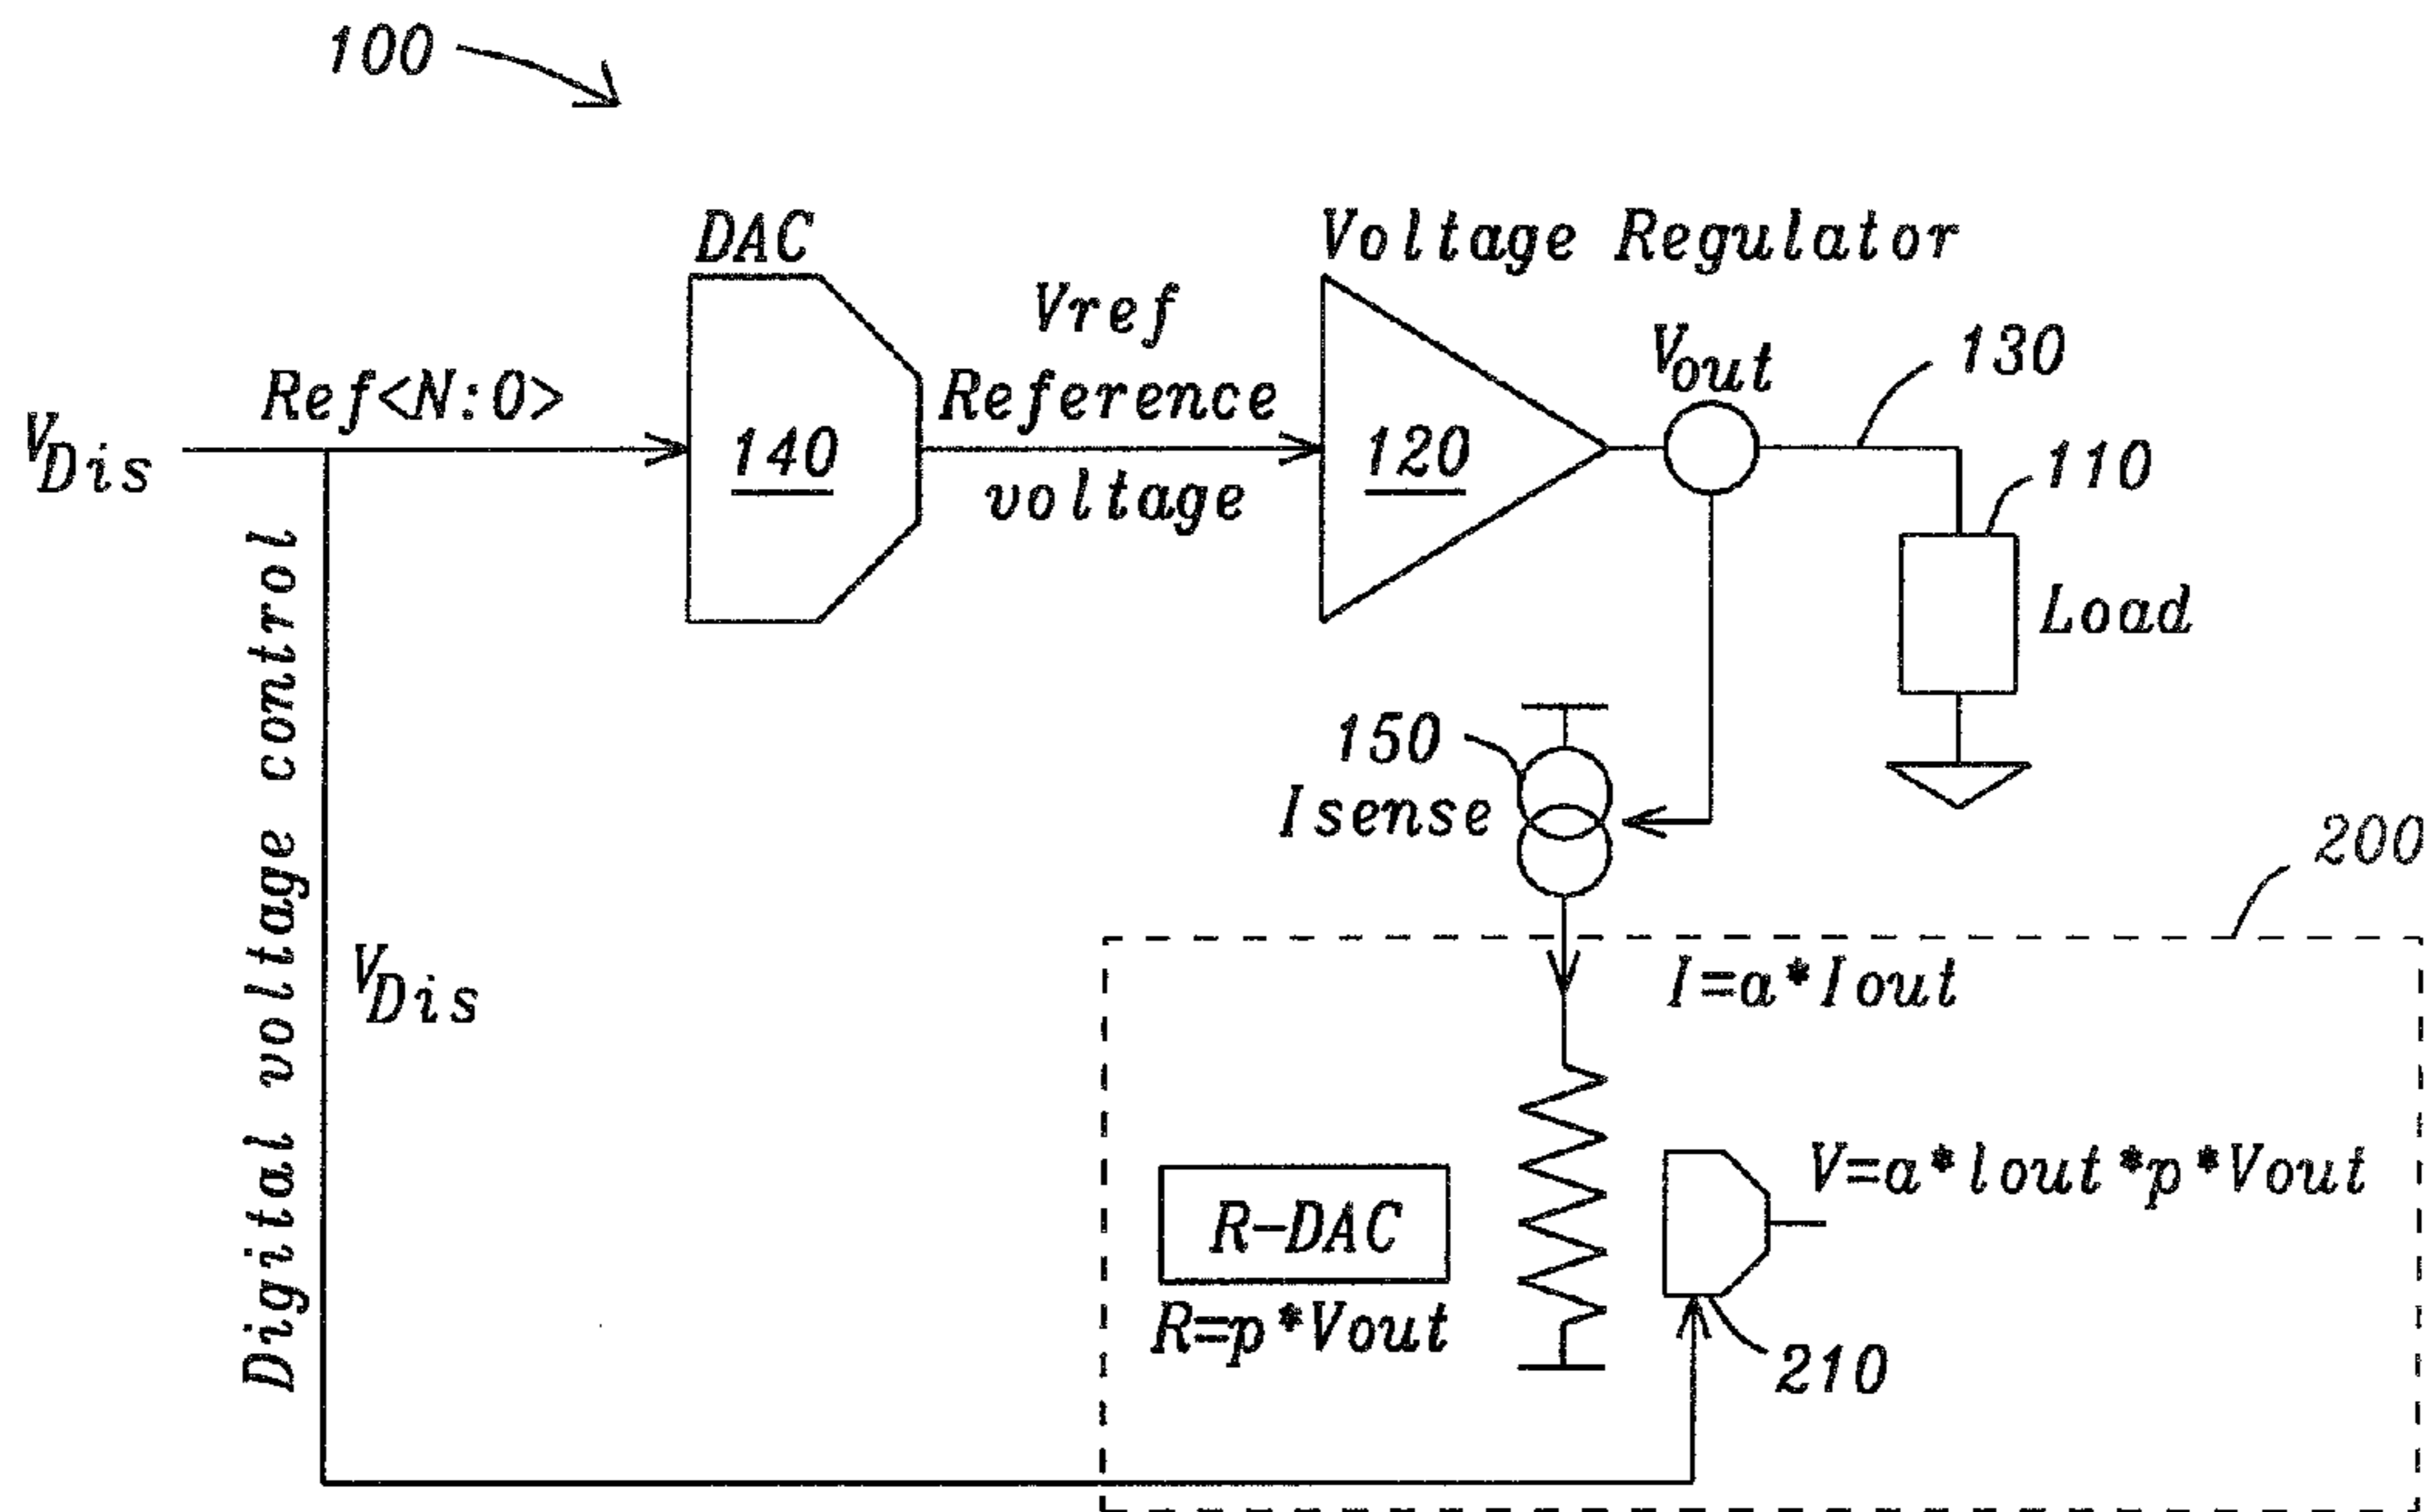 100
DAC
Voltage Regulator
Vref
Vout
130
Ref<N:0>
Reference
VDis
140
120
110
voltage
Load
Digital voltage control
150
Isense
200
VDis
I=a*Iout
V=a*lout*p*Vout
R-DAC
R=p*Vout
210